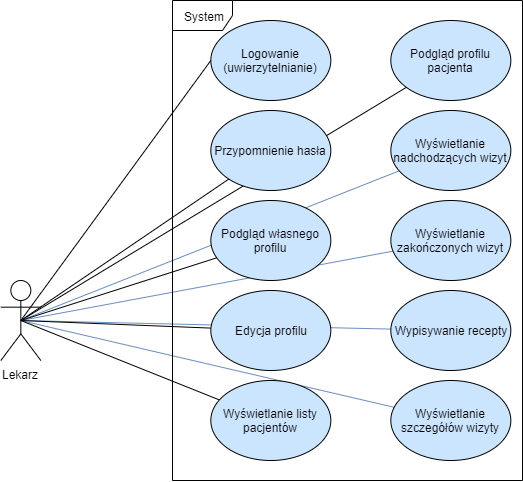 System
Logowanie
(uwierzytelnianie)
Podgląd profilu
pacjenta
Przypomnienie hasła
Wyświetlanie
nadchodzących wizyt
Podgląd własnego
profilu
Wyświetlanie
zakończonych wizyt
Edycja profilu
Wypisywanie recepty
Lekarz
Wyświetlanie listy
pacjentów
Wyświetlanie
szczegółów wizyty